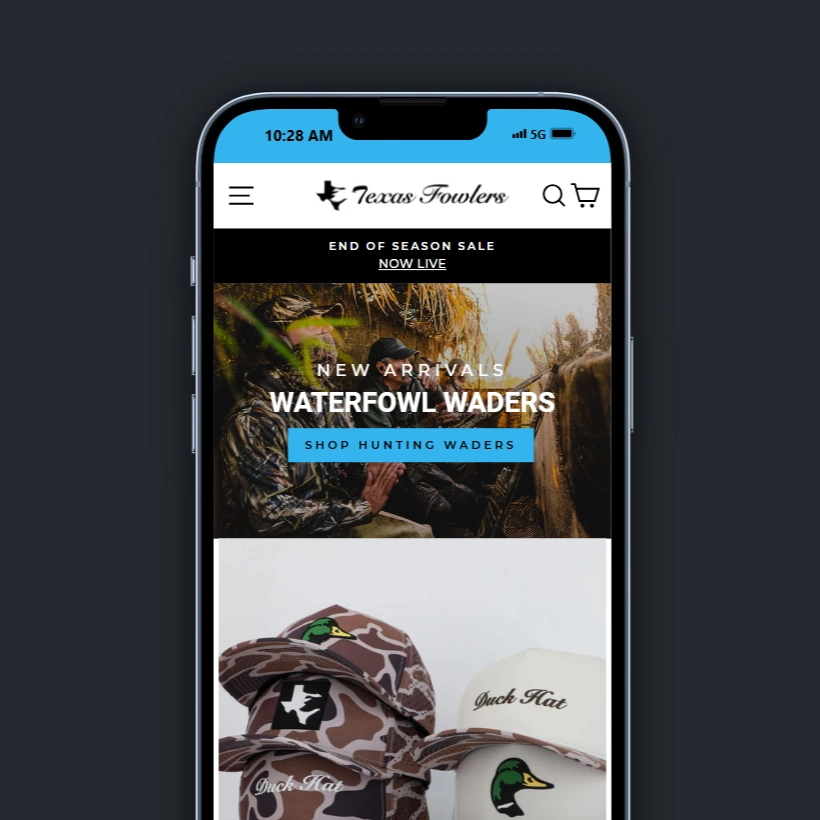 10:28 AM 5G
Texas Fowlers
END OF SEASON SALE
NOW LIVE
NEW ARRIVALS
WATERFOWL WADERS
SHOP HUNTING WADERS
Duck Hat
Duck Hat